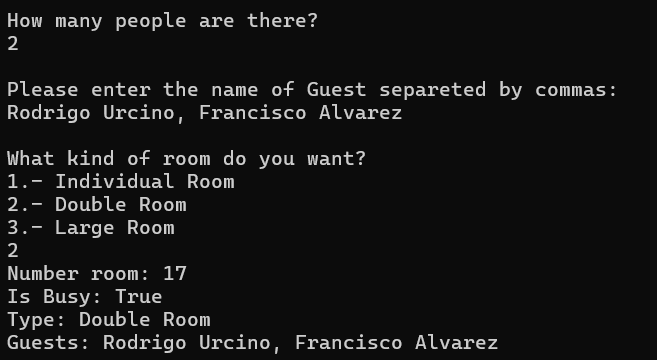 How many people are there?
2
Please enter the name of Guest separeted by commas:
Rodrigo Urcino, Francisco Alvarez
What kind of room do you want?
1.- Individual Room
2.- Double Room
3.- Large Room
2
Number room: 17
Is Busy: True
Type: Double Room
Guests: Rodrigo Urcino, Francisco Alvarez